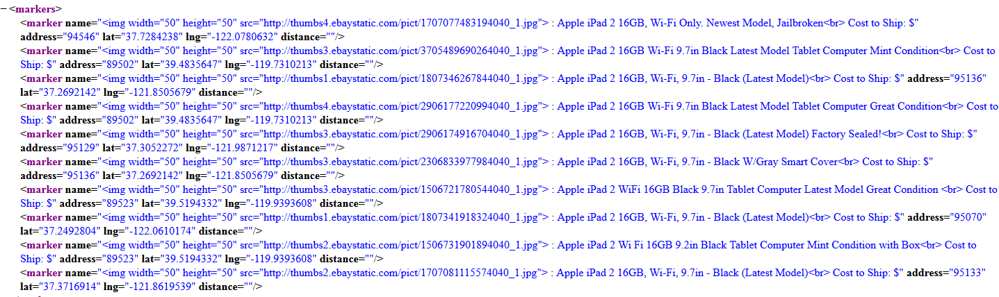 − <markers>
<marker name="<img width="50" height="50" src="http://thumbs4.ebaystatic.com/pict/1707077483194040_1.jpg"> : Apple iPad 2 16GB, Wi-Fi Only. Newest Model, Jailbroken<br> Cost to Ship: $"
address="94546" lat="37.7284238" lng="-122.0780632" distance=""/>
<marker name="<img width="50" height="50" src="http://thumbs3.ebaystatic.com/pict/3705489690264040_1.jpg"> : Apple iPad 2 16GB Wi-Fi 9.7in Black Latest Model Tablet Computer Mint Condition<br> Cost to
Ship: $" address="89502" lat="39.4835647" lng="-119.7310213" distance=""/>
<marker name="<img width="50" height="50" src="http://thumbs1.ebaystatic.com/pict/1807346267844040_1.jpg"> : Apple iPad 2 16GB, Wi-Fi, 9.7in - Black (Latest Model)<br> Cost to Ship: $" address="95136"
lat="37.2692142" lng="-121.8505679" distance=""/>
<marker name="<img width="50" height="50" src="http://thumbs4.ebaystatic.com/pict/2906177220994040_1.jpg"> : Apple iPad 2 16GB Wi-Fi 9.7in Black Latest Model Tablet Computer Great Condition<br> Cost to
Ship: $" address="89502" lat="39.4835647" lng="-119.7310213" distance=""/>
<marker name="<img width="50" height="50" src="http://thumbs3.ebaystatic.com/pict/2906174916704040_1.jpg"> : Apple iPad 2 16GB, Wi-Fi, 9.7in - Black (Latest Model) Factory Sealed!<br> Cost to Ship: $"
address="95129" lat="37.3052272" lng="-121.9871217" distance=""/>
<marker name="<img width="50" height="50" src="http://thumbs3.ebaystatic.com/pict/2306833977984040_1.jpg"> : Apple iPad 2 16GB, Wi-Fi, 9.7in - Black W/Gray Smart Cover<br> Cost to Ship: $"
address="95136" lat="37.2692142" lng="-121.8505679" distance=""/>
<marker name="<img width="50" height="50" src="http://thumbs3.ebaystatic.com/pict/1506721780544040_1.jpg"> : Apple iPad 2 WiFi 16GB Black 9.7in Tablet Computer Latest Model Great Condition <br> Cost to
Ship: $" address="89523" lat="39.5194332" lng="-119.9393608" distance=""/>
<marker name="<img width="50" height="50" src="http://thumbs1.ebaystatic.com/pict/1807341918324040_1.jpg"> : Apple iPad 2 16GB, Wi-Fi, 9.7in - Black (Latest Model)<br> Cost to Ship: $" address="95070"
lat="37.2492804" lng="-122.0610174" distance=""/>
<marker name="<img width="50" height="50" src="http://thumbs2.ebaystatic.com/pict/1506731901894040_1.jpg"> : Apple iPad 2 Wi Fi 16GB 9.2in Black Tablet Computer Mint Condition with Box<br> Cost to
Ship: $" address="89523" lat="39.5194332" lng="-119.9393608" distance=""/>
<marker name="<img width="50" height="50" src="http://thumbs2.ebaystatic.com/pict/1707081115574040_1.jpg"> : Apple iPad 2 16GB, Wi-Fi, 9.7in - Black (Latest Model)<br> Cost to Ship: $" address="95133"
lat="37.3716914" lng="-121.8619539" distance=""/>